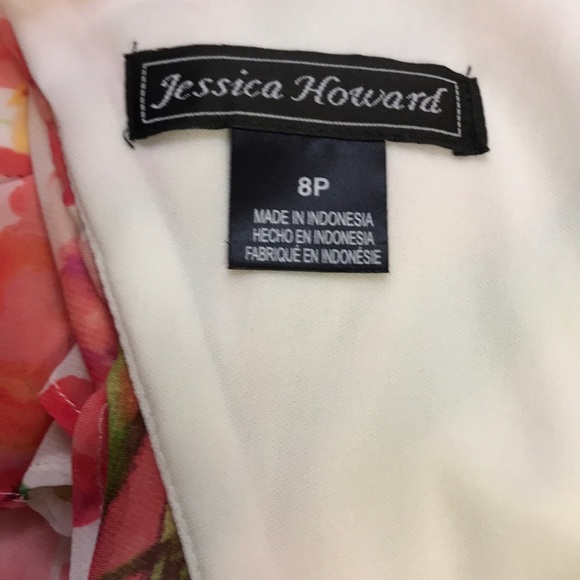 Jessica Howard
8P
MADE IN INDONESIA
HECHO EN INDONESIA
FABRIQUÉ EN INDONÉSIE